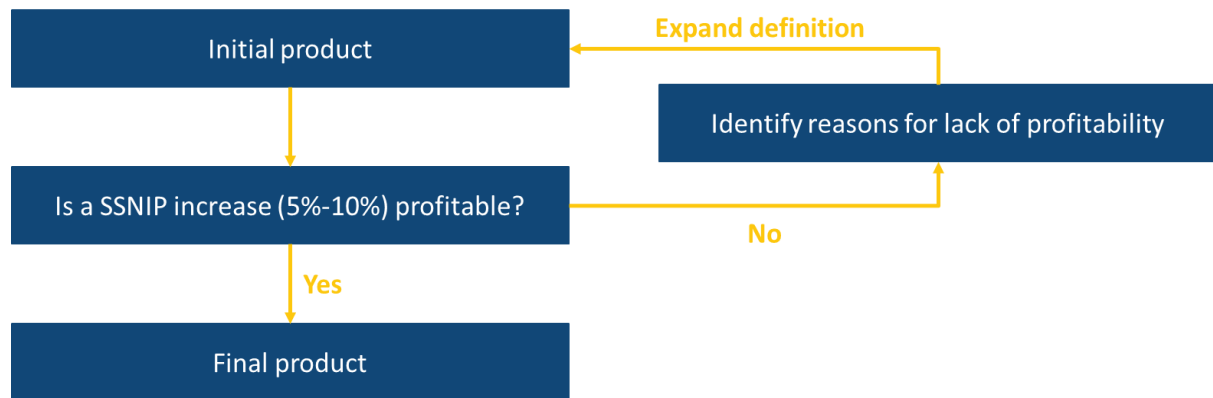 Expand definition
Initial product
Identify reasons for lack of profitability
Is a SSNIP increase (5%-10%) profitable?
No
Yes
Final product